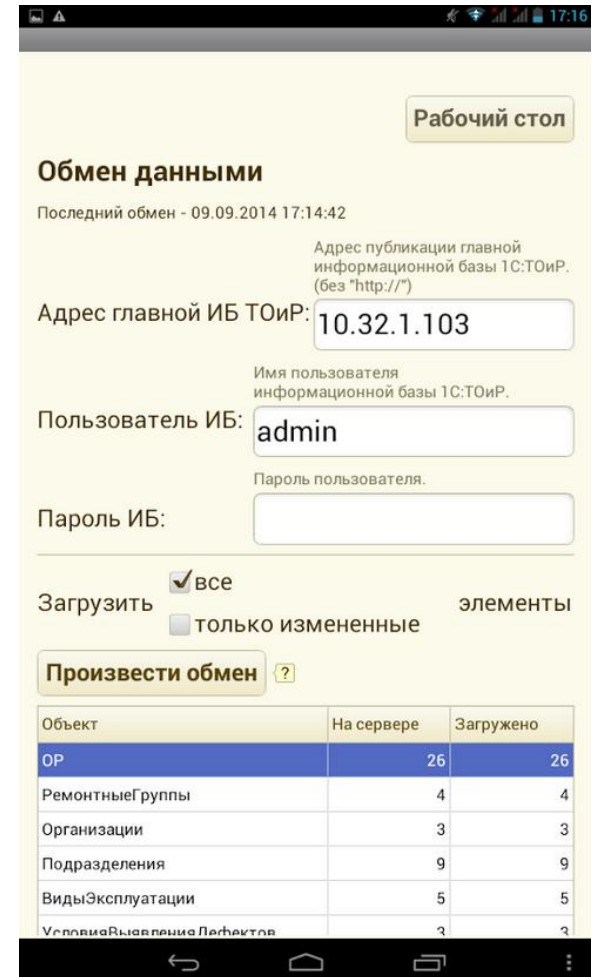 17:16
Рабочий стол
Обмен данными
Последний обмен - 09.09.2014 17:14:42
Адрес публикации главной
информационной базы 1С:ТОиР.
(без "http://")
Адрес главной ИБ ТОиР: 10.32.1.103
Имя пользователя
информационной базы 1С:ТОиР.
Пользователь ИБ: admin
Пароль пользователя.
Пароль ИБ:
все
Загрузить элементы
только измененные
Произвести обмен ?
Объект На сервере Загружено
ОР 26 26
РемонтныеГруппы 4 4
Организации 3 3
Подразделения 9 9
ВидыЭксплуатации 5 5
УсловияВыявленияДефектов 3 3